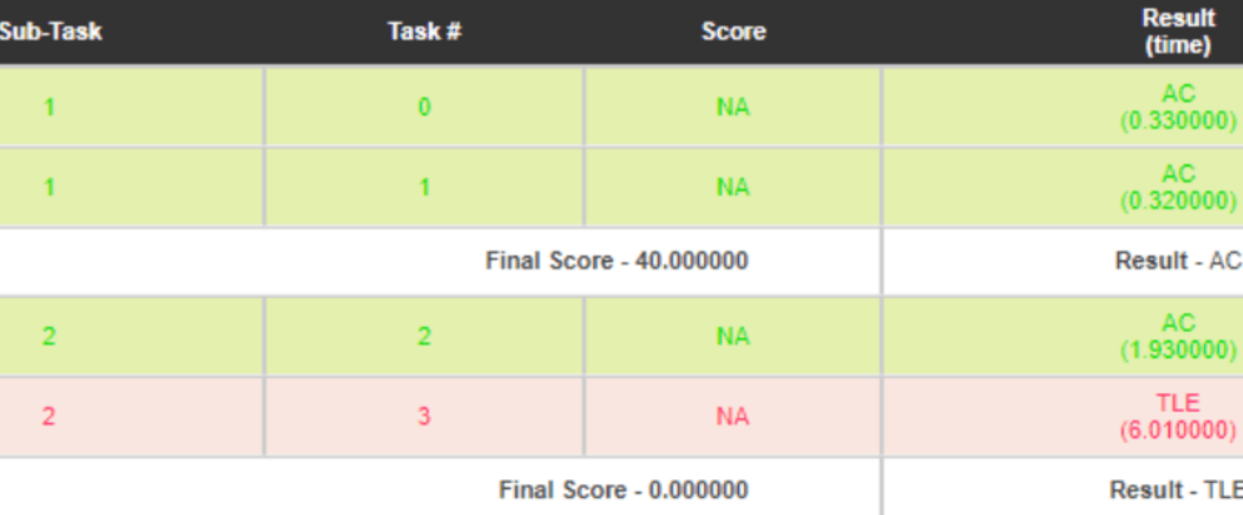 Sub-Task Task # Score Result
(time)
1 0 NA AC
(0.330000)
1 1 NA AC
(0.320000)
Final Score - 40.000000 Result - AC
2 2 NA AC
(1.930000)
2 3 NA TLE
(6.010000)
Final Score - 0.000000 Result - TLE